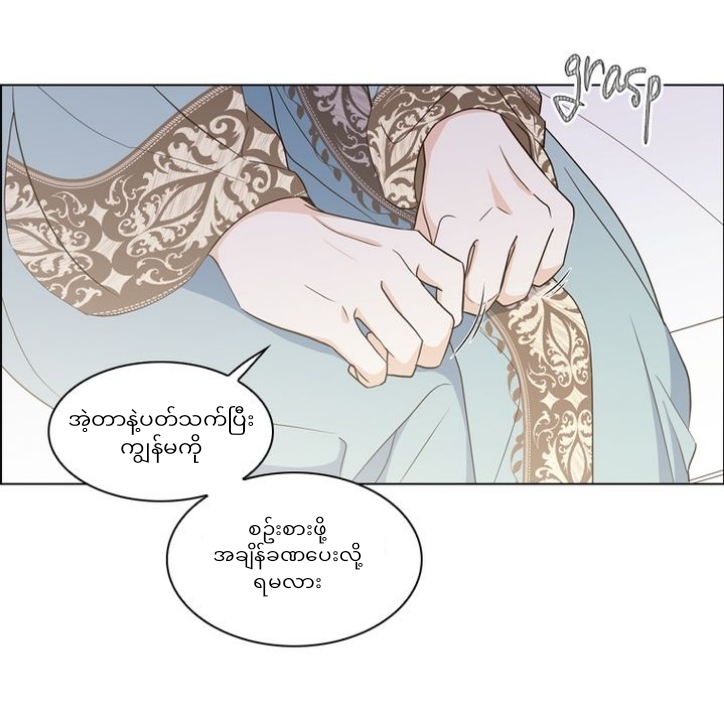 grasp
အဲ့တာနဲ့ပတ်သက်ပြီး
ကျွန်မကို
စဥ်းစားဖို့
အချိန်ခဏပေးလို့
ရမလား